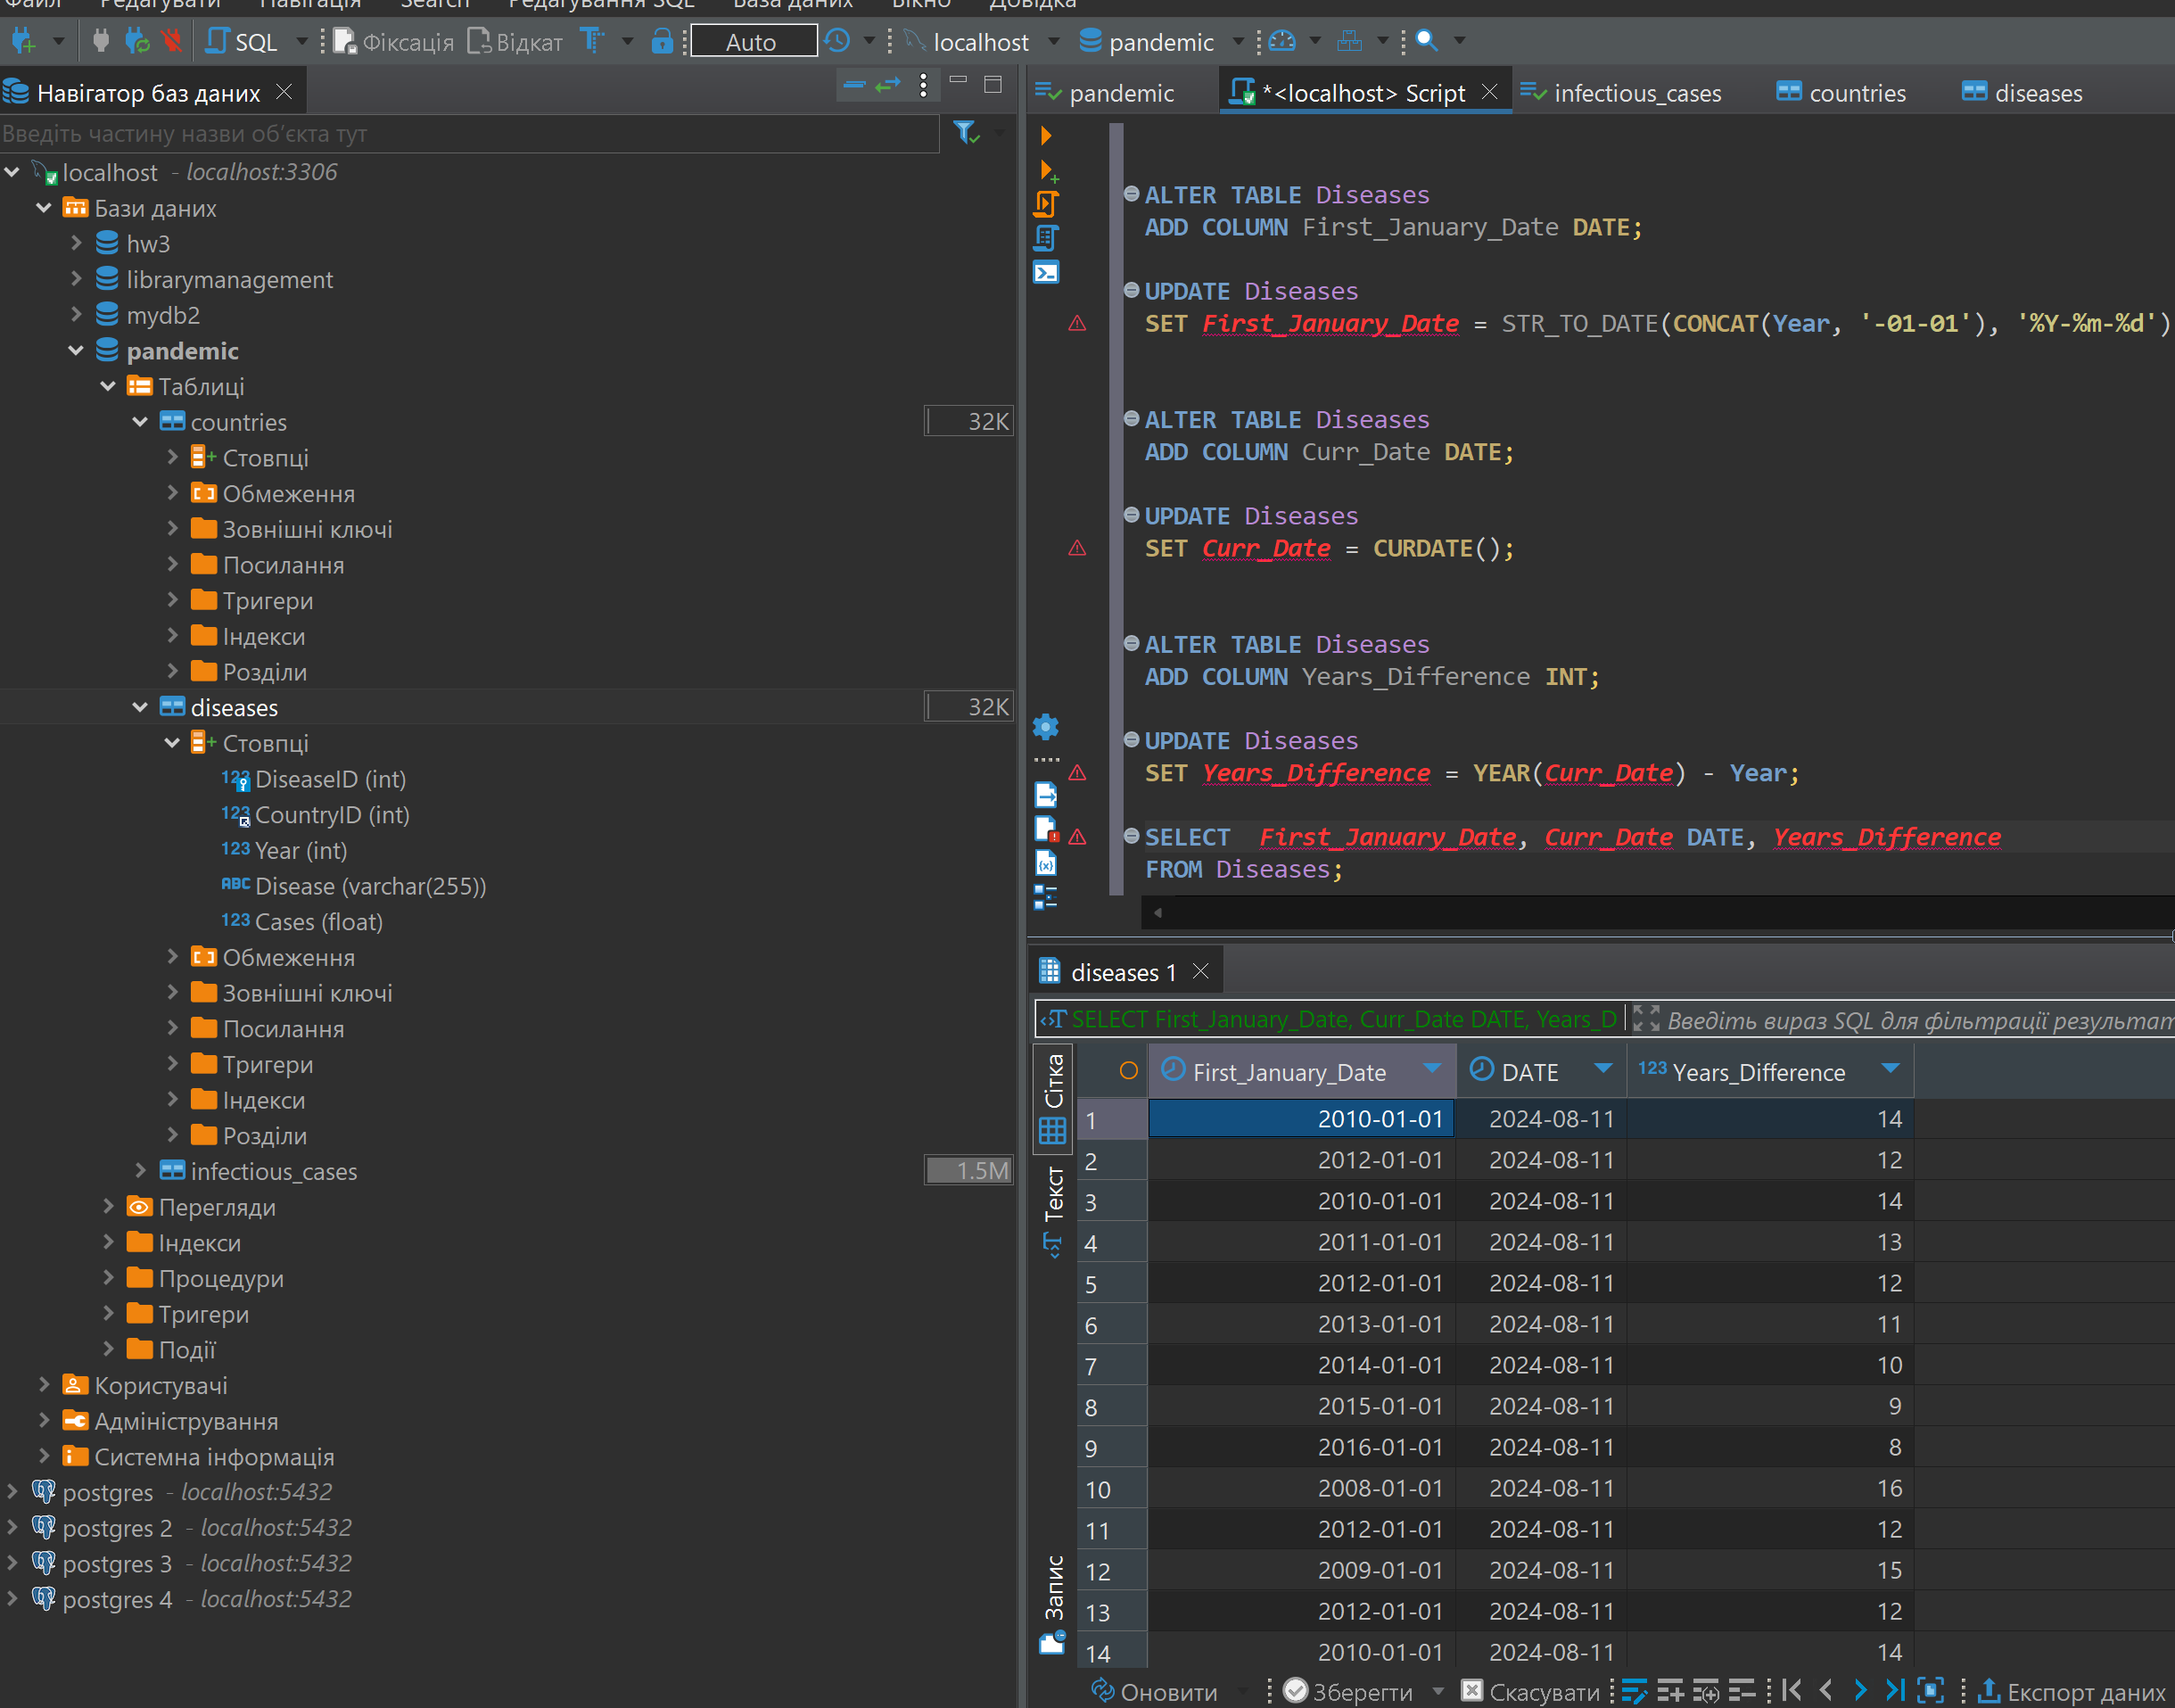 Файл Редагувати Навігація Search Редагування SQL База даних Вікно Довідка
SQL Фіксація Відкат Auto localhost pandemic
Навігатор баз даних
Введіть частину назви об'єкта тут
localhost - localhost:3306
Бази даних
hw3
librarymanagement
mydb2
pandemic
Таблиці
countries 32K
Стовпці
Обмеження
Зовнішні ключі
Посилання
Тригери
Індекси
Розділи
diseases 32K
Стовпці
DiseaseID (int)
CountryID (int)
Year (int)
Disease (varchar(255))
Cases (float)
Обмеження
Зовнішні ключі
Посилання
Тригери
Індекси
Розділи
infectious_cases 1.5M
Перегляди
Індекси
Процедури
Тригери
Події
Користувачі
Адміністрування
Системна інформація
postgres - localhost:5432
postgres 2 - localhost:5432
postgres 3 - localhost:5432
postgres 4 - localhost:5432
pandemic *<localhost> Script infectious_cases countries diseases
ALTER TABLE Diseases
ADD COLUMN First_January_Date DATE;
UPDATE Diseases
SET First_January_Date = STR_TO_DATE(CONCAT(Year, '-01-01'), '%Y-%m-%d')
ALTER TABLE Diseases
ADD COLUMN Curr_Date DATE;
UPDATE Diseases
SET Curr_Date = CURDATE();
ALTER TABLE Diseases
ADD COLUMN Years_Difference INT;
UPDATE Diseases
SET Years_Difference = YEAR(Curr_Date) - Year;
SELECT First_January_Date, Curr_Date DATE, Years_Difference
FROM Diseases;
diseases 1
SELECT First_January_Date, Curr_Date DATE, Years_D Введіть вираз SQL для фільтрації результат
Сітка
Текст
Запис
First_January_Date DATE 123 Years_Difference
1 2010-01-01 2024-08-11 14
2 2012-01-01 2024-08-11 12
3 2010-01-01 2024-08-11 14
4 2011-01-01 2024-08-11 13
5 2012-01-01 2024-08-11 12
6 2013-01-01 2024-08-11 11
7 2014-01-01 2024-08-11 10
8 2015-01-01 2024-08-11 9
9 2016-01-01 2024-08-11 8
10 2008-01-01 2024-08-11 16
11 2012-01-01 2024-08-11 12
12 2009-01-01 2024-08-11 15
13 2012-01-01 2024-08-11 12
14 2010-01-01 2024-08-11 14
Оновити Зберегти Скасувати Експорт даних